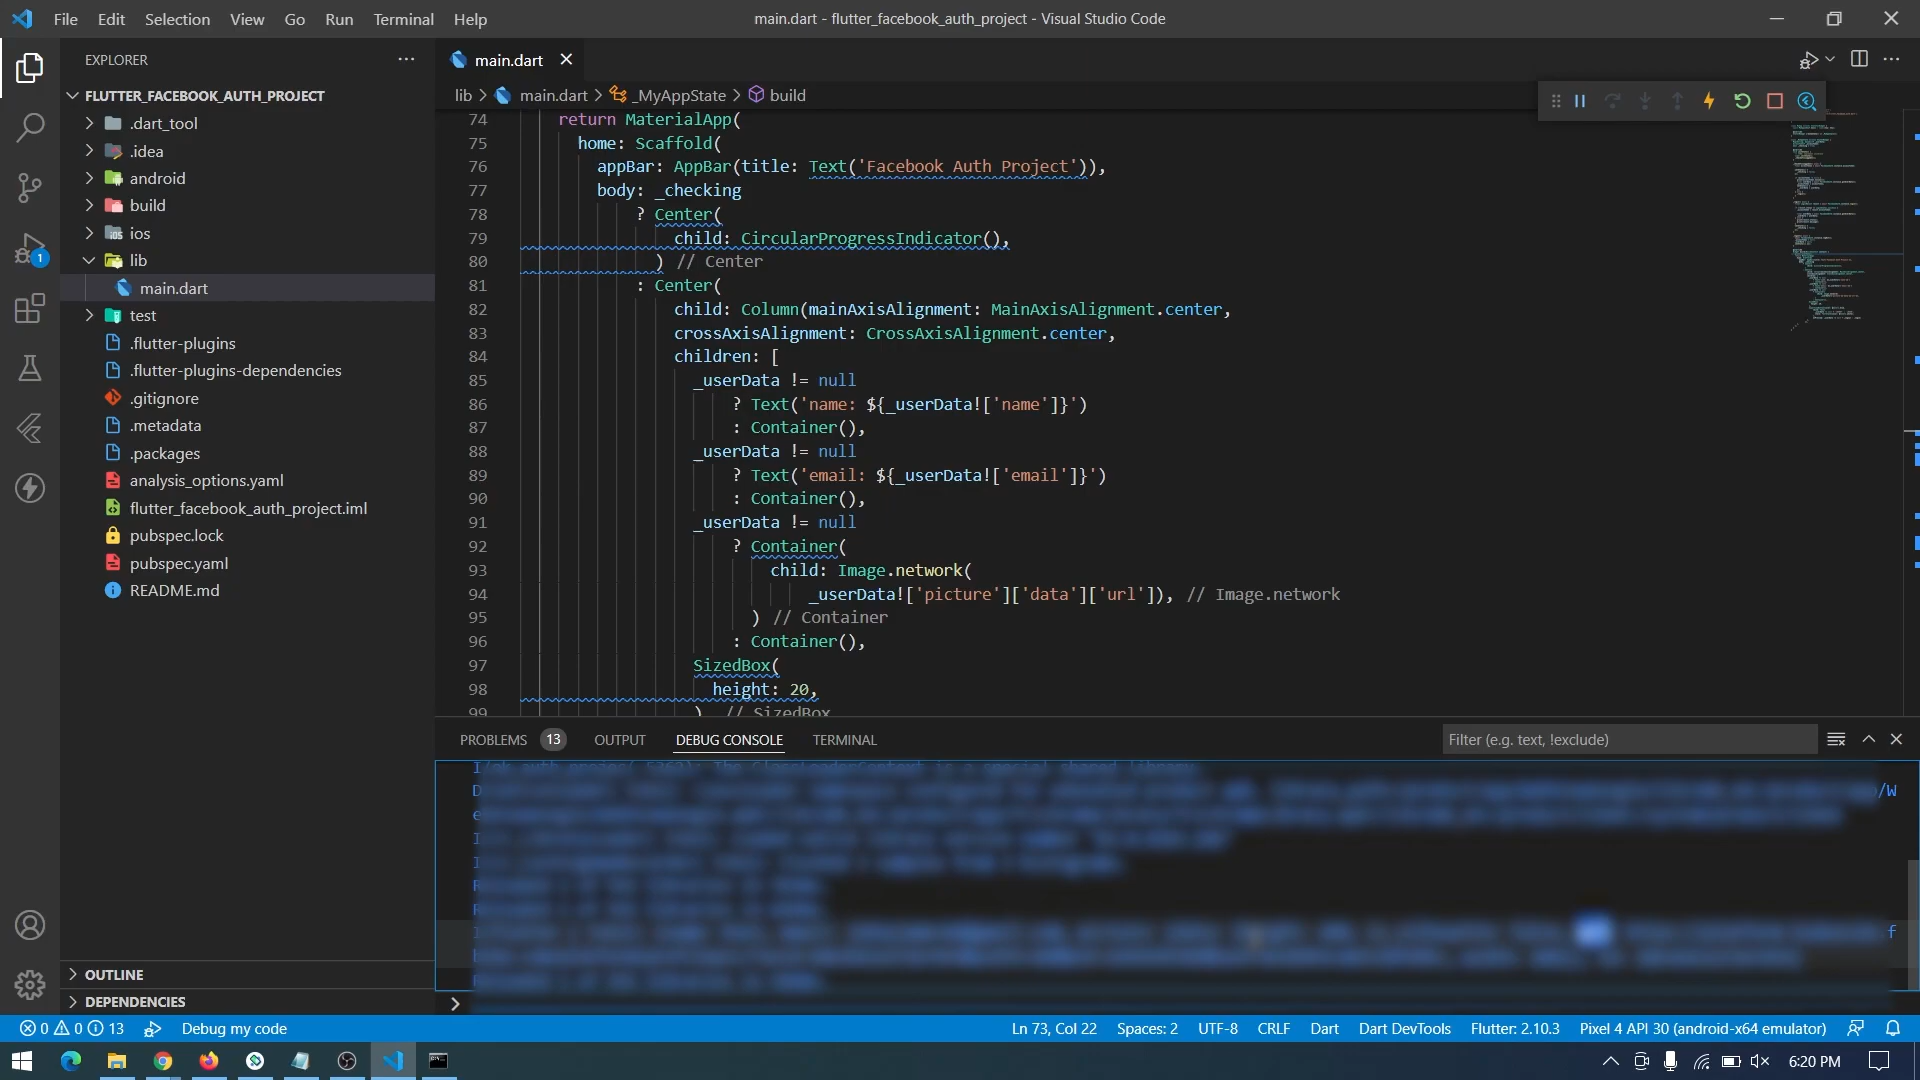 File Edit Selection View Go Run Terminal Help
main.dart - flutter_facebook_auth_project - Visual Studio Code
EXPLORER
FLUTTER_FACEBOOK_AUTH_PROJECT
.dart_tool
.idea
android
build
ios
lib
main.dart
test
.flutter-plugins
.flutter-plugins-dependencies
.gitignore
.metadata
.packages
analysis_options.yaml
flutter_facebook_auth_project.iml
pubspec.lock
pubspec.yaml
README.md
OUTLINE
DEPENDENCIES
1
main.dart
lib > main.dart > _MyAppState > build
74 return MaterialApp(
75 home: Scaffold(
76 appBar: AppBar(title: Text('Facebook Auth Project')),
77 body: _checking
78 ? Center(
79 child: CircularProgressIndicator(),
80 ) // Center
81 : Center(
82 child: Column(mainAxisAlignment: MainAxisAlignment.center,
83 crossAxisAlignment: CrossAxisAlignment.center,
84 children: [
85 _userData != null
86 ? Text('name: ${_userData!['name']}')
87 : Container(),
88 _userData != null
89 ? Text('email: ${_userData!['email']}')
90 : Container(),
91 _userData != null
92 ? Container(
93 child: Image.network(
94 _userData!['picture']['data']['url']), // Image.network
95 ) // Container
96 : Container(),
97 SizedBox(
98 height: 20,
99 ) // SizedBox
PROBLEMS 13 OUTPUT DEBUG CONSOLE TERMINAL
Filter (e.g. text, !exclude)
0 0 13 Debug my code
Ln 73, Col 22 Spaces: 2 UTF-8 CRLF Dart Dart DevTools Flutter: 2.10.3 Pixel 4 API 30 (android-x64 emulator)
6:20 PM